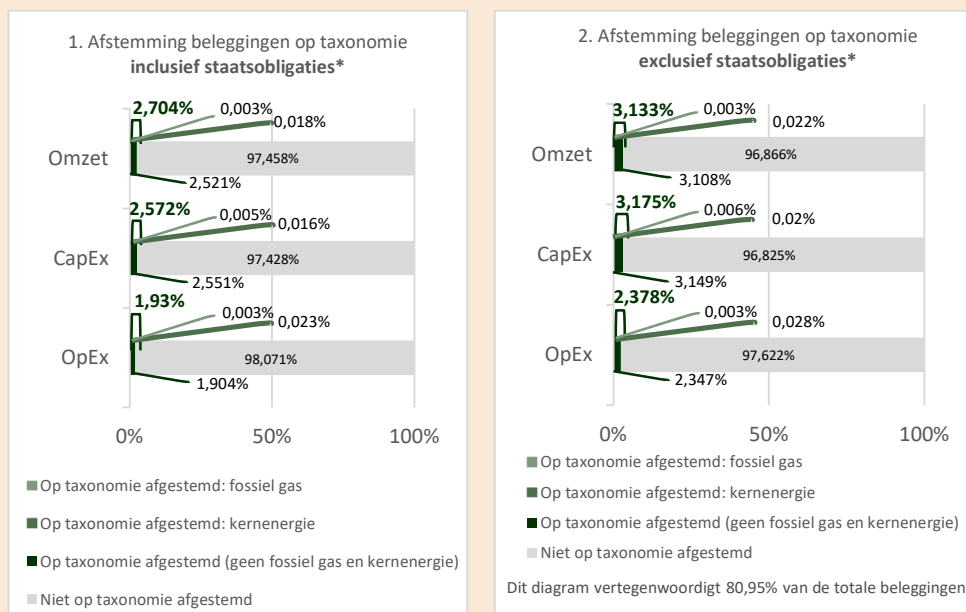 1. Afstemming beleggingen op taxonomie
inclusief staatsobligaties*
2,704%
0,003%
0,018%
Omzet
97,458%
2,521%
2,572%
0,005%
0,016%
CapEx
97,428%
2,551%
1,93%
0,003%
0,023%
OpEx
98,071%
1,904%
0% 50% 100%
Op taxonomie afgestemd: fossiel gas
Op taxonomie afgestemd: kernenergie
Op taxonomie afgestemd (geen fossiel gas en kernenergie)
Niet op taxonomie afgestemd
2. Afstemming beleggingen op taxonomie
exclusief staatsobligaties*
3,133%
0,003%
0,022%
Omzet
96,866%
3,108%
3,175%
0,006%
0,02%
CapEx
96,825%
3,149%
2,378%
0,003%
0,028%
OpEx
97,622%
2,347%
0% 50% 100%
Op taxonomie afgestemd: fossiel gas
Op taxonomie afgestemd: kernenergie
Op taxonomie afgestemd (geen fossiel gas en kernenergie)
Niet op taxonomie afgestemd
Dit diagram vertegenwoordigt 80,95% van de totale beleggingen